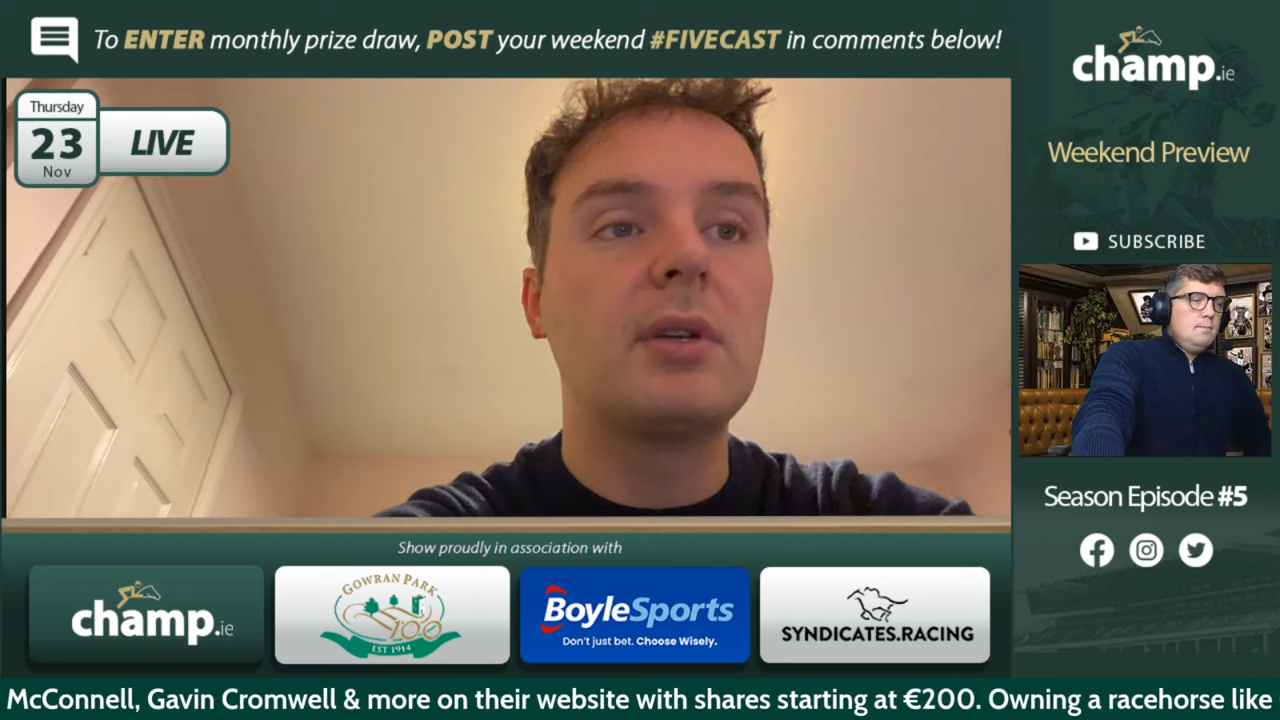 To ENTER monthly prize draw, POST your weekend #FIVECAST in comments below!
champ.ie
Thursday
23
Nov
LIVE
Weekend Preview
SUBSCRIBE
Season Episode #5
Show proudly in association with
champ.ie
GOWRAN PARK
100
EST 1914
BoyleSports
Don't just bet. Choose Wisely.
SYNDICATES.RACING
McConnell, Gavin Cromwell & more on their website with shares starting at €200. Owning a racehorse like